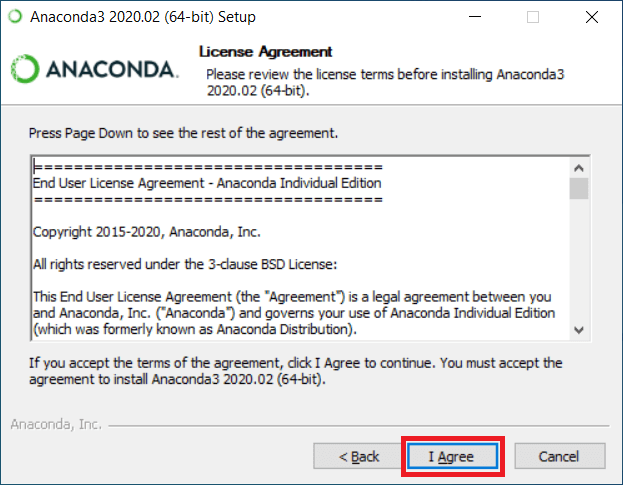 Anaconda3 2020.02 (64-bit) Setup
ANACONDA.
License Agreement
Please review the license terms before installing Anaconda3
2020.02 (64-bit).
Press Page Down to see the rest of the agreement.
===================================
End User License Agreement - Anaconda Individual Edition
===================================
Copyright 2015-2020, Anaconda, Inc.
All rights reserved under the 3-clause BSD License:
This End User License Agreement (the "Agreement") is a legal agreement between you
and Anaconda, Inc. ("Anaconda") and governs your use of Anaconda Individual Edition
(which was formerly known as Anaconda Distribution).
If you accept the terms of the agreement, click I Agree to continue. You must accept the
agreement to install Anaconda3 2020.02 (64-bit).
Anaconda, Inc.
< Back
I Agree
Cancel